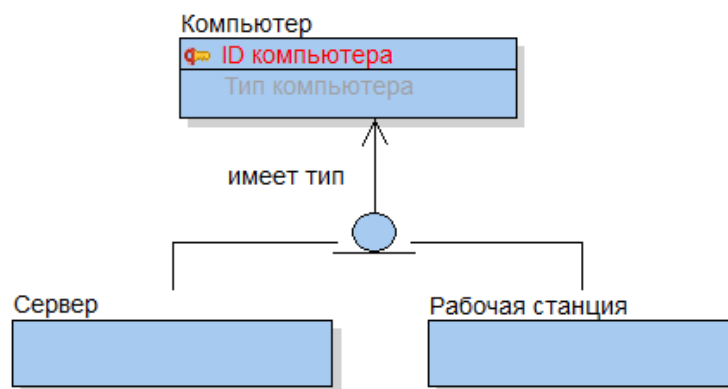 Компьютер
ID компьютера
Тип компьютера
имеет тип
Сервер
Рабочая станция